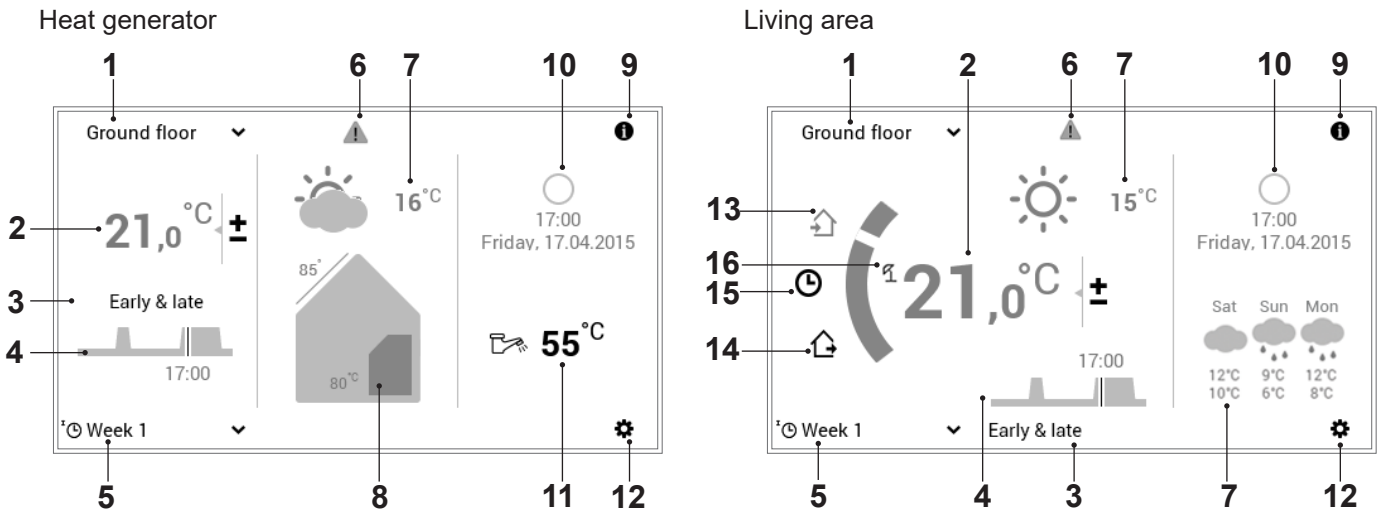 Heat generator
1 6 7 10 9
Ground floor
16°C
2
21,0 °C ±
17:00
Friday, 17.04.2015
85°
3
Early & late
4
17:00
55°C
80°C
Week 1
5 8 11 12
Living area
1 2 6 7 10 9
Ground floor
15°C
13
17:00
Friday, 17.04.2015
16
15
21,0 °C ±
Sat Sun Mon
14
17:00
12°C 9°C 12°C
10°C 6°C 8°C
Week 1
Early & late
5 4 3 7 12